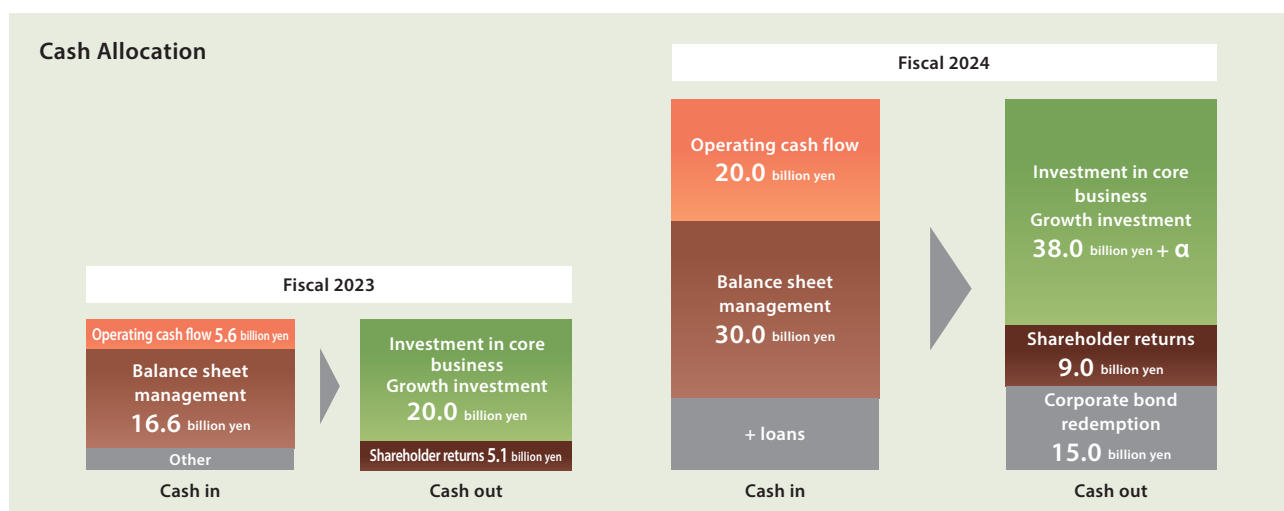 Cash Allocation
Fiscal 2023
Operating cash flow 5.6 billion yen
Balance sheet
management
16.6 billion yen
Other
Cash in
Investment in core
business
Growth investment
20.0 billion yen
Shareholder returns 5.1 billion yen
Cash out
Fiscal 2024
Operating cash flow
20.0 billion yen
Balance sheet
management
30.0 billion yen
+ loans
Cash in
Investment in core
business
Growth investment
38.0 billion yen + α
Shareholder returns
9.0 billion yen
Corporate bond
redemption
15.0 billion yen
Cash out